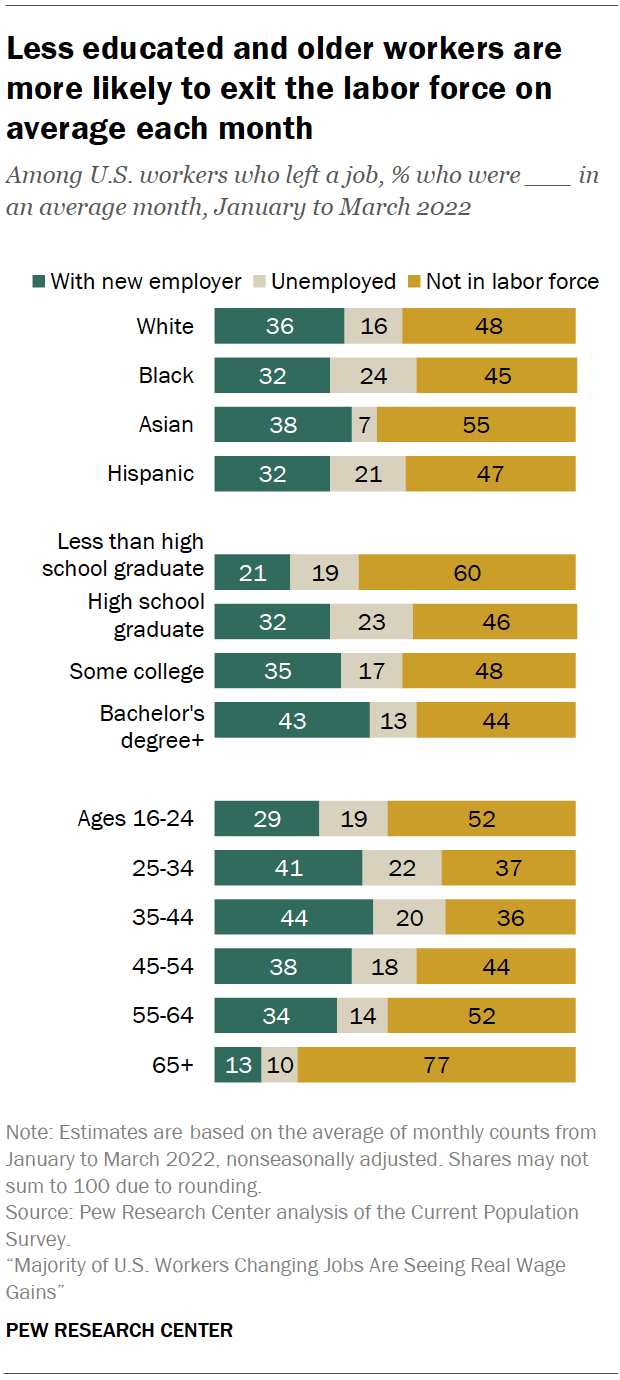 Less educated and older workers are
more likely to exit the labor force on
average each month
Among U.S. workers who left a job, % who were ___ in
an average month, January to March 2022
With new employer Unemployed Not in labor force
White 36 16 48
Black 32 24 45
Asian 38 7 55
Hispanic 32 21 47
Less than high
school graduate 21 19 60
High school
graduate 32 23 46
Some college 35 17 48
Bachelor's
degree+ 43 13 44
Ages 16-24 29 19 52
25-34 41 22 37
35-44 44 20 36
45-54 38 18 44
55-64 34 14 52
65+ 13 10 77
Note: Estimates are based on the average of monthly counts from
January to March 2022, nonseasonally adjusted. Shares may not
sum to 100 due to rounding.
Source: Pew Research Center analysis of the Current Population
Survey.
“Majority of U.S. Workers Changing Jobs Are Seeing Real Wage
Gains”
PEW RESEARCH CENTER